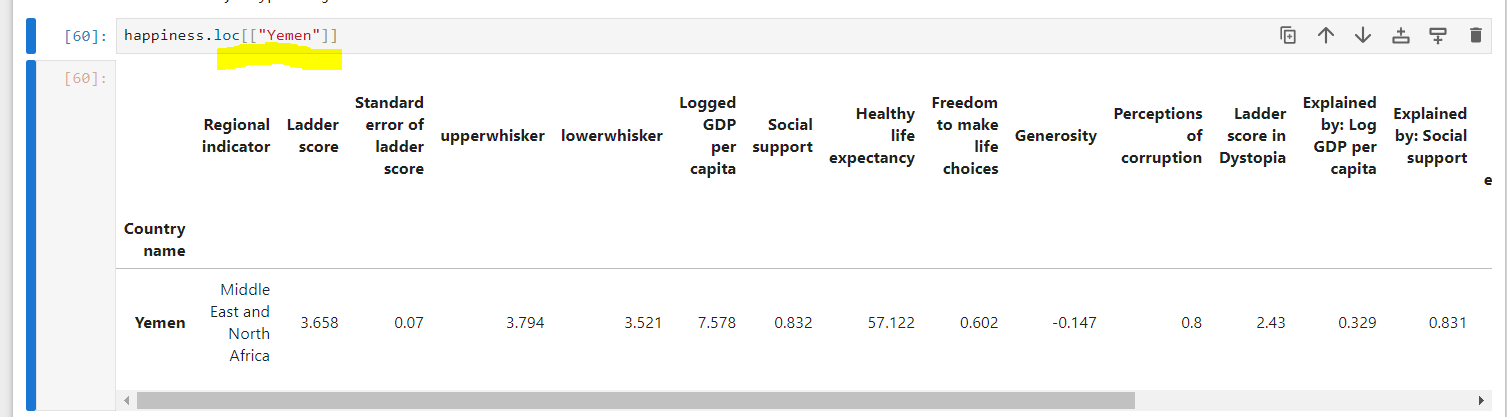 [60]: happiness.loc[["Yemen"]]
[60]:
Regional indicator
Ladder score
Standard error of ladder score
upperwhisker
lowerwhisker
Logged GDP per capita
Social support
Healthy life expectancy
Freedom to make life choices
Generosity
Perceptions of corruption
Ladder score in Dystopia
Explained by: Log GDP per capita
Explained by: Social support
e
Country name
Yemen Middle East and North Africa 3.658 0.07 3.794 3.521 7.578 0.832 57.122 0.602 -0.147 0.8 2.43 0.329 0.831